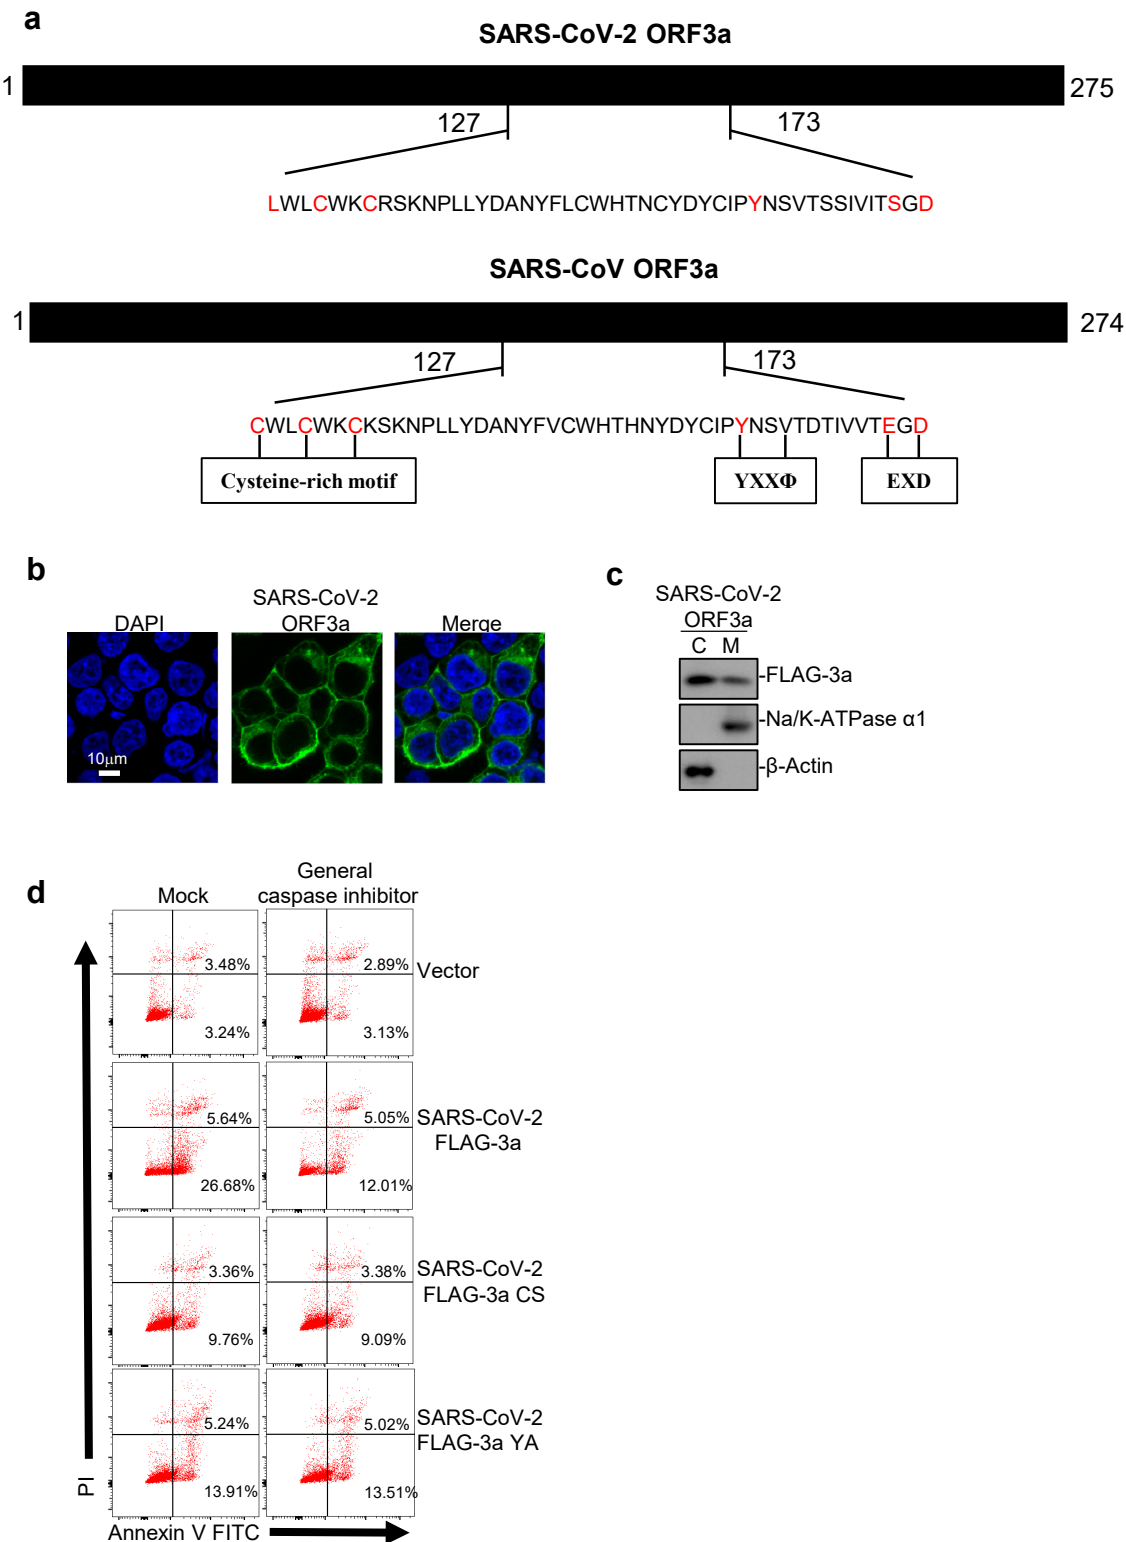 a
SARS-CoV-2 ORF3a
1
275
127
173
LWLCWKCRSKNPLLYDANYFLCWHTNCYDYCIPYNSVTSSIVITSGD
SARS-CoV ORF3a
1
274
127
173
CWLCWKCKSKNPLLYDANYFVCWHTHNYDYCIPYNSVTDTIVVTEGD
Cysteine-rich motif
YXXΦ
EXD
b
DAPI
SARS-CoV-2
ORF3a
Merge
10μm
c
SARS-CoV-2
ORF3a
C M
-FLAG-3a
-Na/K-ATPase α1
-β-Actin
d
Mock
General
caspase inhibitor
3.48%
3.24%
2.89%
3.13%
Vector
5.64%
26.68%
5.05%
12.01%
SARS-CoV-2
FLAG-3a
3.36%
9.76%
3.38%
9.09%
SARS-CoV-2
FLAG-3a CS
5.24%
13.91%
5.02%
13.51%
SARS-CoV-2
FLAG-3a YA
PI
Annexin V FITC